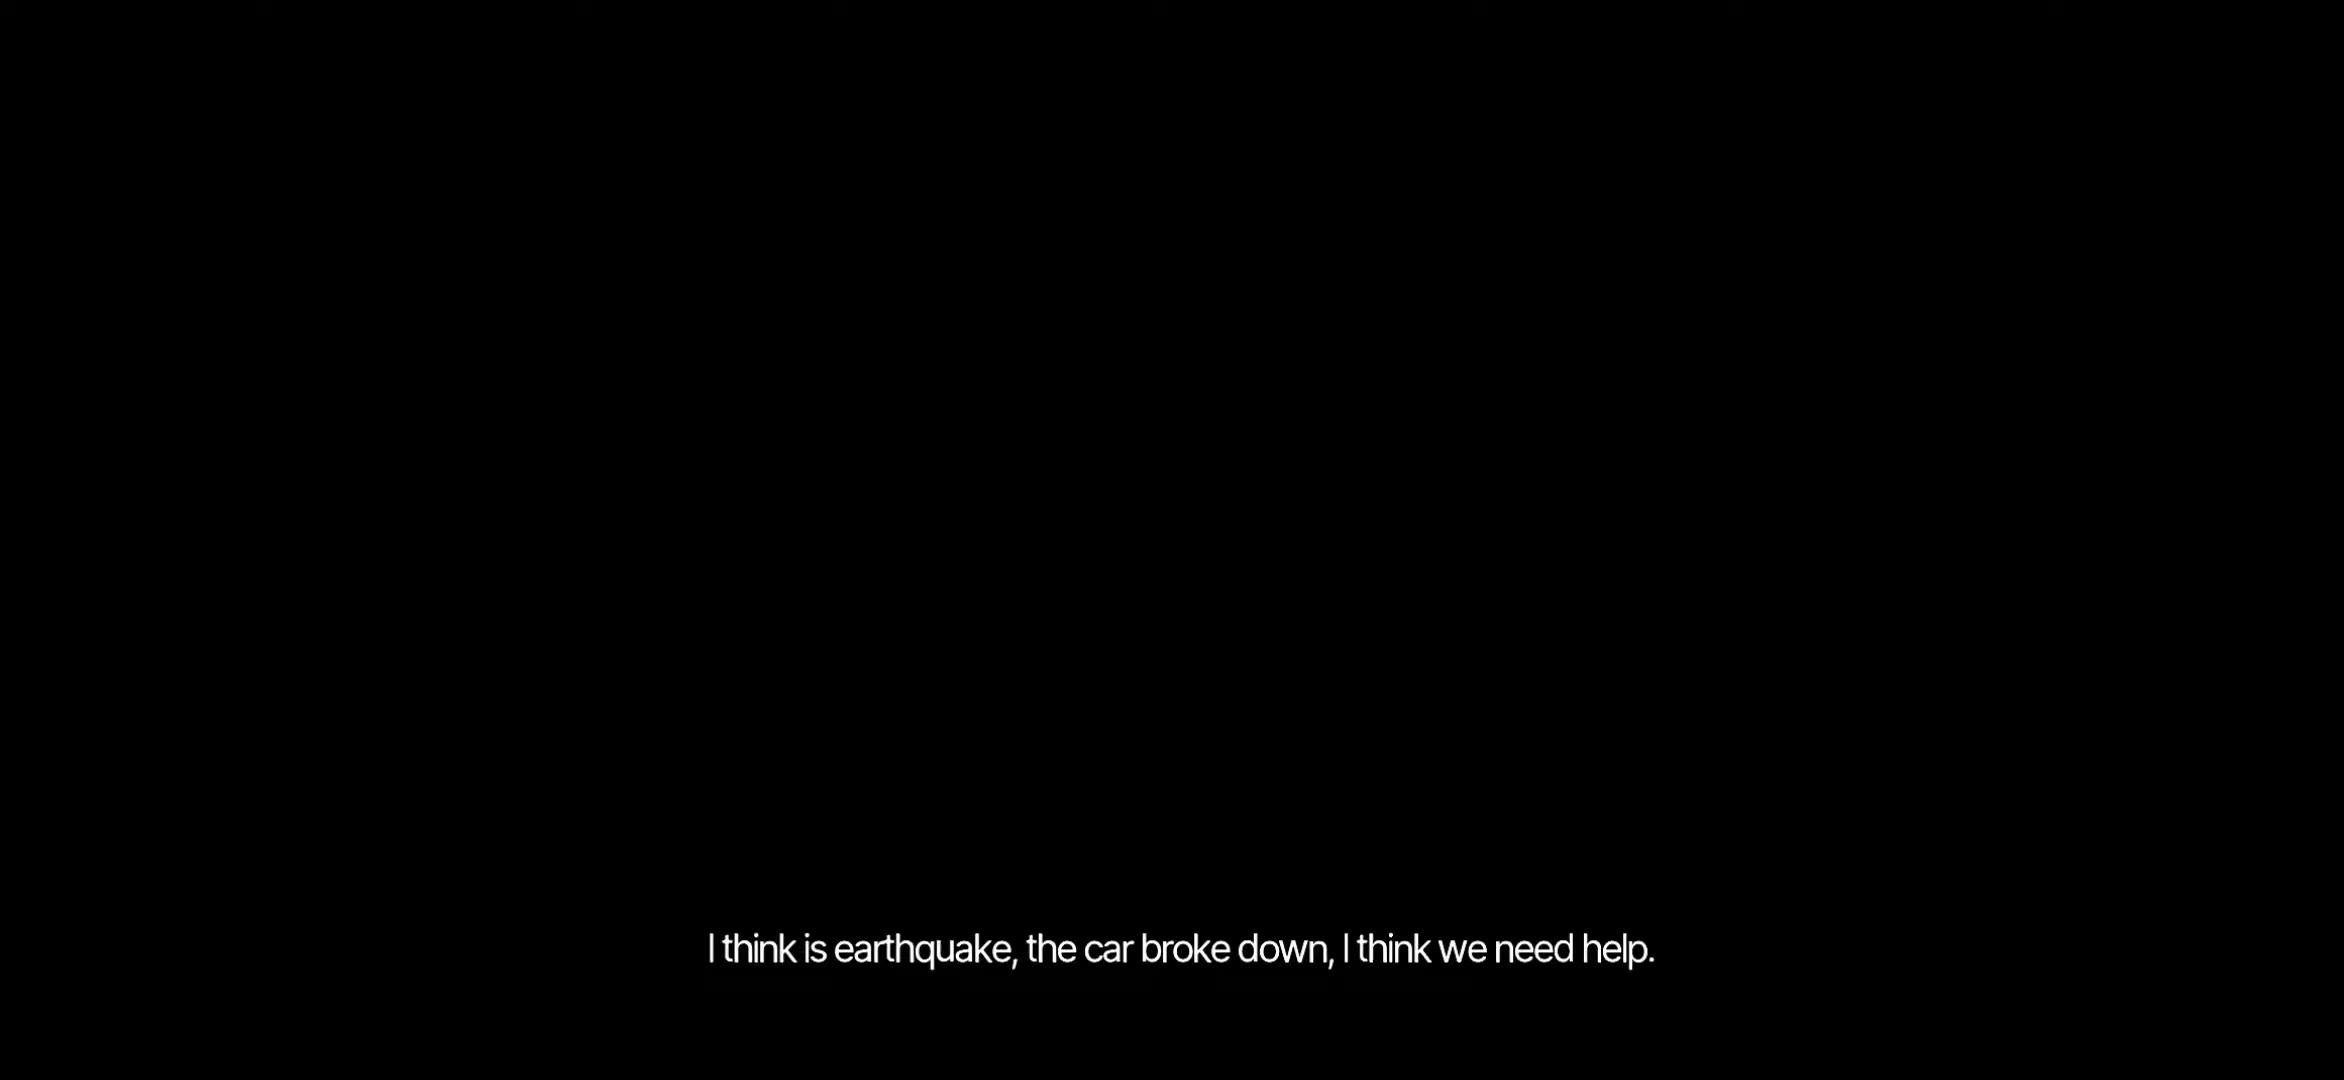 I think is earthquake, the car broke down, I think we need help.